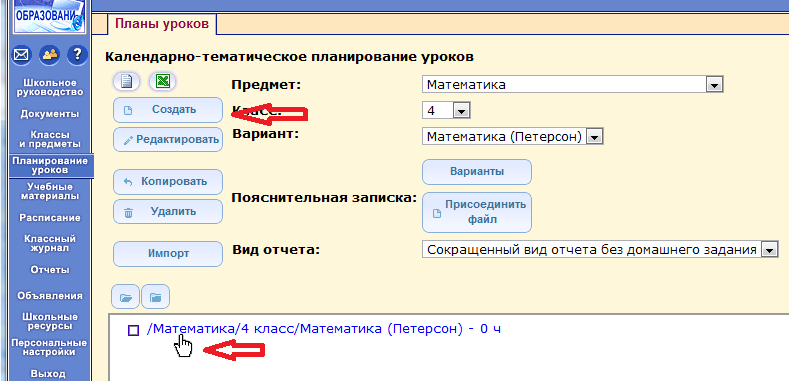 ОБРАЗОВАНИ
Школьное
руководство
Документы
Классы
и предметы
Планирование
уроков
Учебные
материалы
Расписание
Классный
журнал
Отчеты
Объявления
Школьные
ресурсы
Персональные
настройки
Выход
Планы уроков
Календарно-тематическое планирование уроков
Предмет: Математика
Создать Класс: 4
Редактировать Вариант: Математика (Петерсон)
Копировать Варианты
Удалить Пояснительная записка: Присоединить
файл
Импорт Вид отчета: Сокращенный вид отчета без домашнего задания
/Математика/4 класс/Математика (Петерсон) - 0 ч